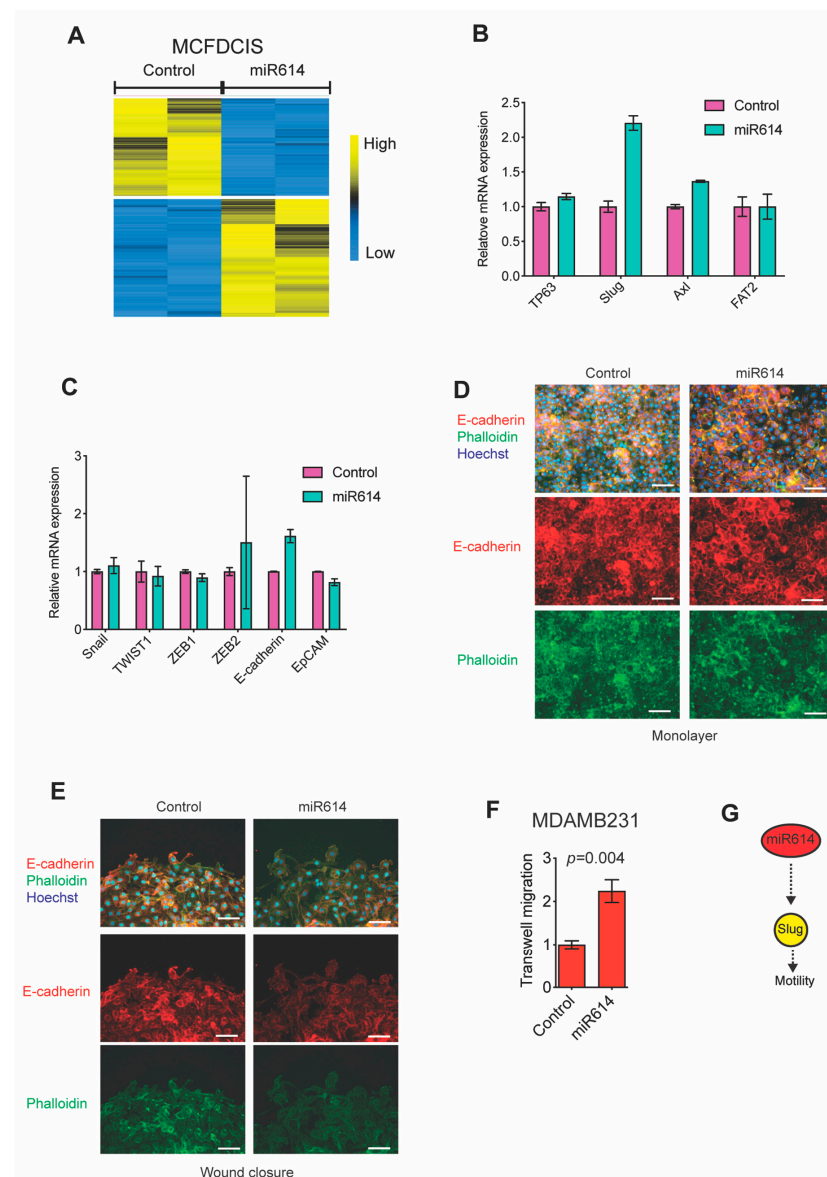 A
MCFDCIS
Control miR614
High
Low
B
Relatove mRNA expression
2.5
2.0
1.5
1.0
0.5
0.0
Control
miR614
TP63 Slug Axl FAT2
C
Relative mRNA expression
3
2
1
0
Control
miR614
Snail TWIST1 ZEB1 ZEB2 E-cadherin EpCAM
D
Control miR614
E-cadherin
Phalloidin
Hoechst
E-cadherin
Phalloidin
Monolayer
E
Control miR614
E-cadherin
Phalloidin
Hoechst
E-cadherin
Phalloidin
Wound closure
F
MDAMB231
p=0.004
Transwell migration
3
2
1
0
Control miR614
G
miR614
Slug
Motility